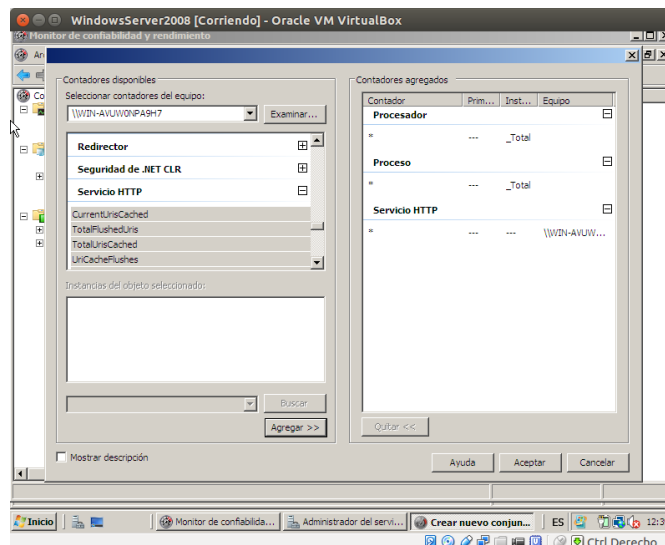 WindowsServer2008 [Corriendo] - Oracle VM VirtualBox
Monitor de confiabilidad y rendimiento
Contadores disponibles
Seleccionar contadores del equipo:
\\WIN-AVUW0NPA9H7
Examinar...
Redirector
Seguridad de .NET CLR
Servicio HTTP
CurrentUrisCached
TotalFlushedUris
TotalUrisCached
UriCacheFlushes
Instancias del objeto seleccionado:
Buscar
Agregar >>
Mostrar descripción
Contadores agregados
Contador Prim... Inst... Equipo
Procesador
* --- _Total
Proceso
* --- _Total
Servicio HTTP
* --- --- \\WIN-AVUW...
Quitar <<
Ayuda Aceptar Cancelar
Inicio Monitor de confiabilida... Administrador del servi... Crear nuevo conjun... ES
Ctrl Derecho